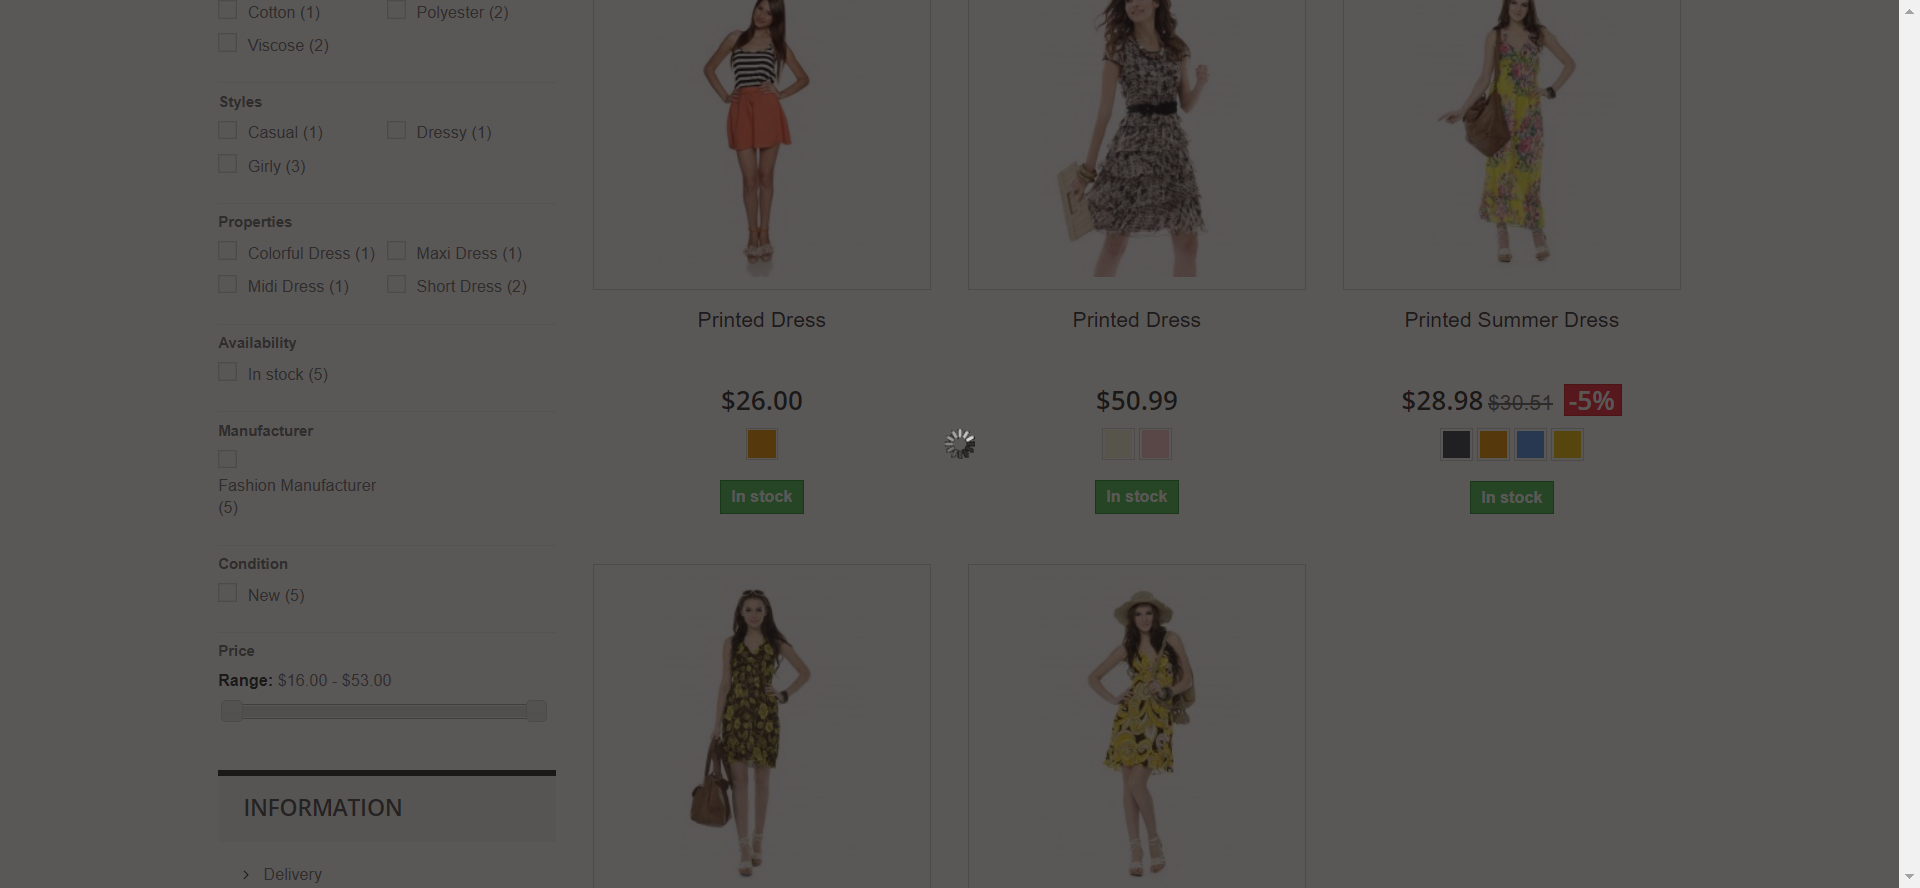 Cotton (1)
Polyester (2)
Viscose (2)
Styles
Casual (1)
Dressy (1)
Girly (3)
Properties
Colorful Dress (1)
Maxi Dress (1)
Midi Dress (1)
Short Dress (2)
Availability
In stock (5)
Manufacturer
Fashion Manufacturer
(5)
Condition
New (5)
Price
Range: $16.00 - $53.00
INFORMATION
Delivery
Printed Dress
$26.00
In stock
Printed Dress
$50.99
In stock
Printed Summer Dress
$28.98 $30.51 -5%
In stock